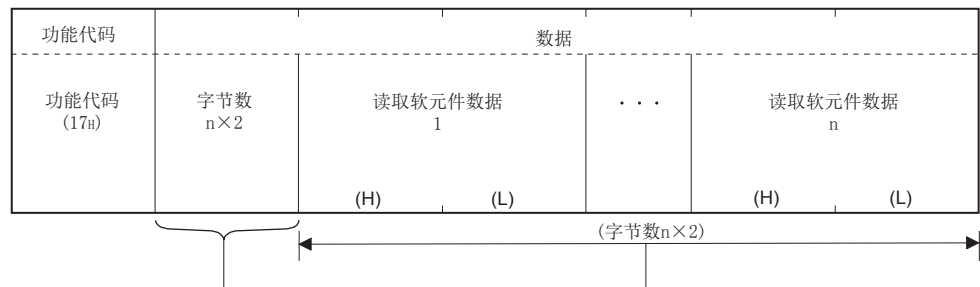 功能代码 数据
功能代码 字节数 读取软元件数据 ··· 读取软元件数据
(17H) n×2 1 n
(H) (L) (H) (L)
(字节数n×2)